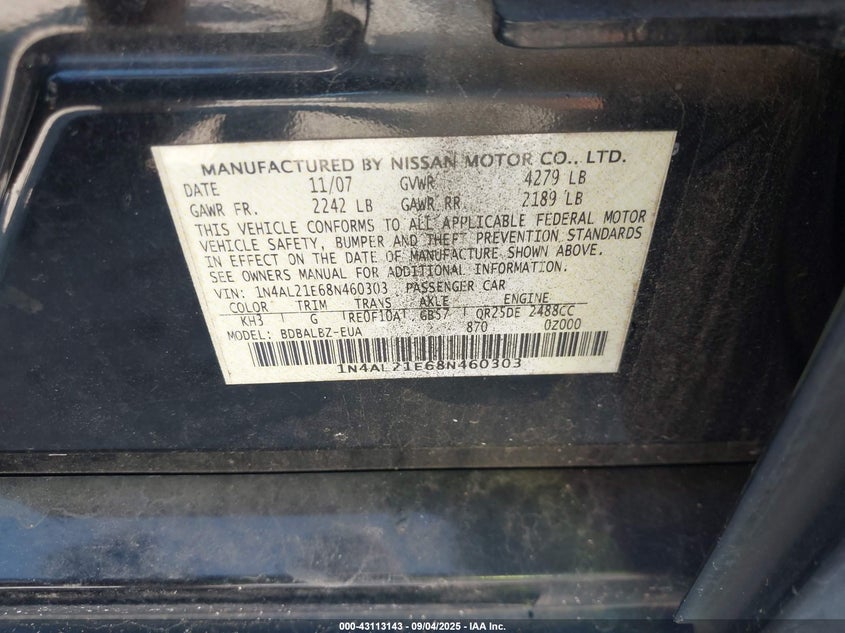 MANUFACTURED BY NISSAN MOTOR CO., LTD.
DATE 11/07 GVWR 4279 LB
GAWR FR. 2242 LB GAWR RR. 2189 LB
THIS VEHICLE CONFORMS TO ALL APPLICABLE FEDERAL MOTOR
VEHICLE SAFETY, BUMPER AND THEFT PREVENTION STANDARDS
IN EFFECT ON THE DATE OF MANUFACTURE SHOWN ABOVE.
SEE OWNERS MANUAL FOR ADDITIONAL INFORMATION.
VIN: 1N4AL21E68N460303 PASSENGER CAR
COLOR TRIM TRANS AXLE ENGINE
KH3 G RE0F10A 6B57 QR25DE 2488CC
MODEL: BDBALBZ-EUA 870 0Z000
1N4AL21E68N460303
000-43113143 - 09/04/2025 - IAA Inc.